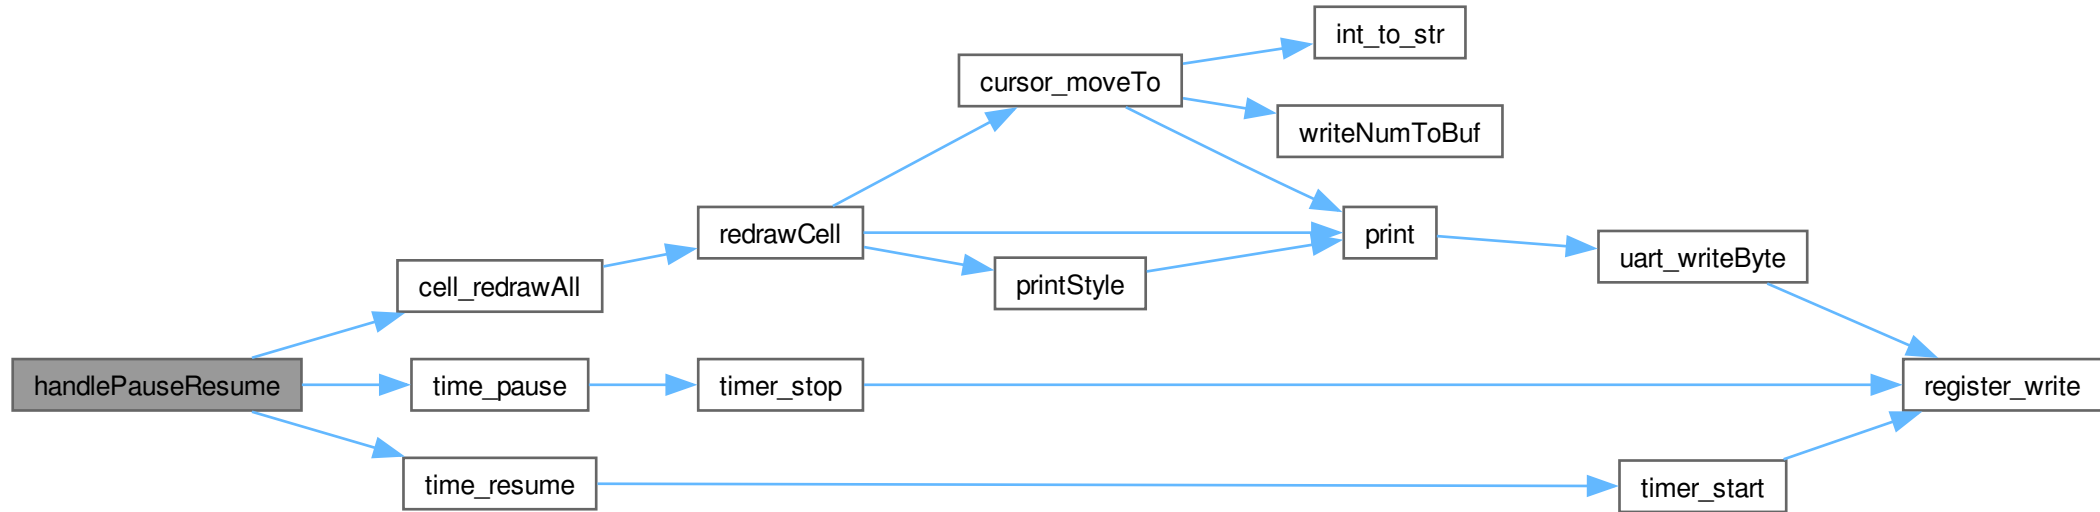 handlePauseResume
cell_redrawAll
time_pause
time_resume
redrawCell
timer_stop
cursor_moveTo
printStyle
int_to_str
writeNumToBuf
print
uart_writeByte
timer_start
register_write